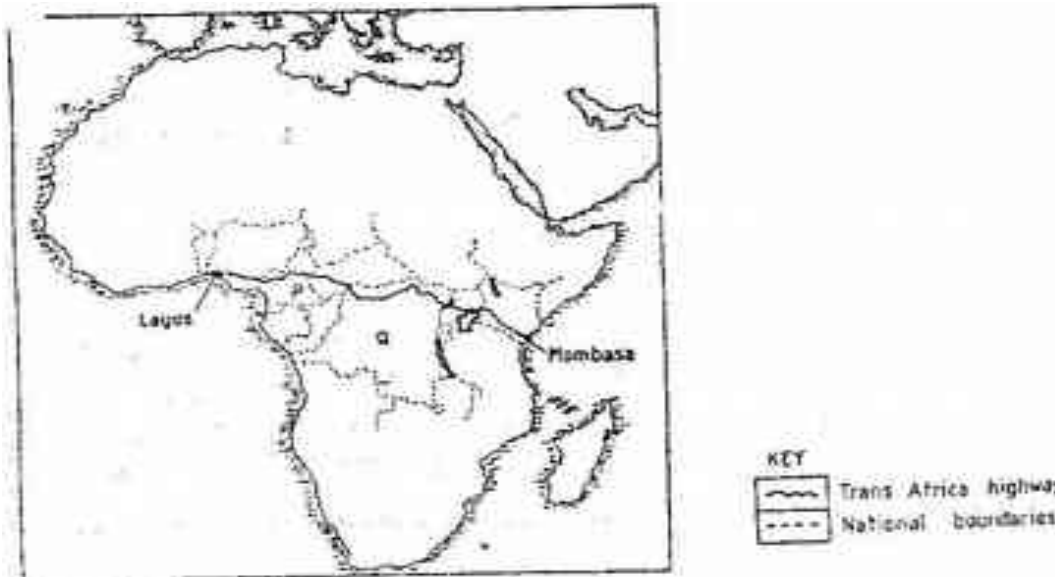 Lagos
P
Q
Mombasa
KEY
Trans Africa highway
National boundaries